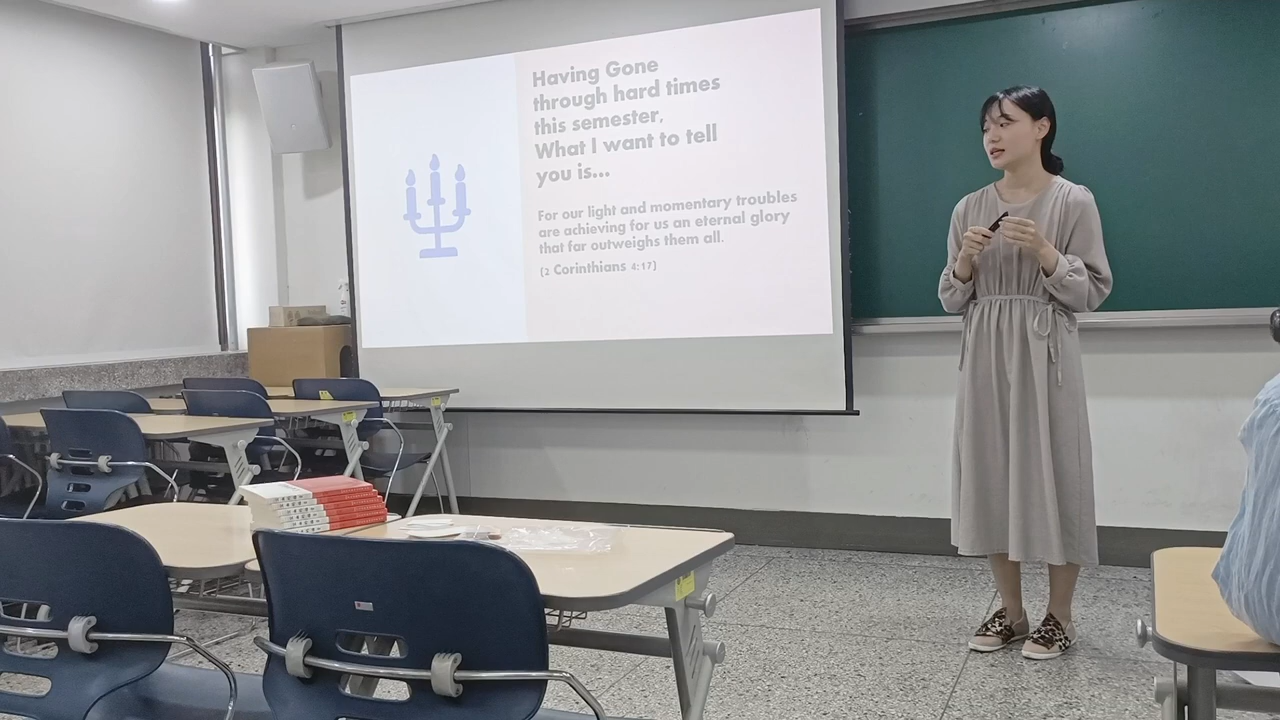 Having Gone
through hard times
this semester,
What I want to tell
you is...
For our light and momentary troubles
are achieving for us an eternal glory
that far outweighs them all.
(2 Corinthians 4:17)